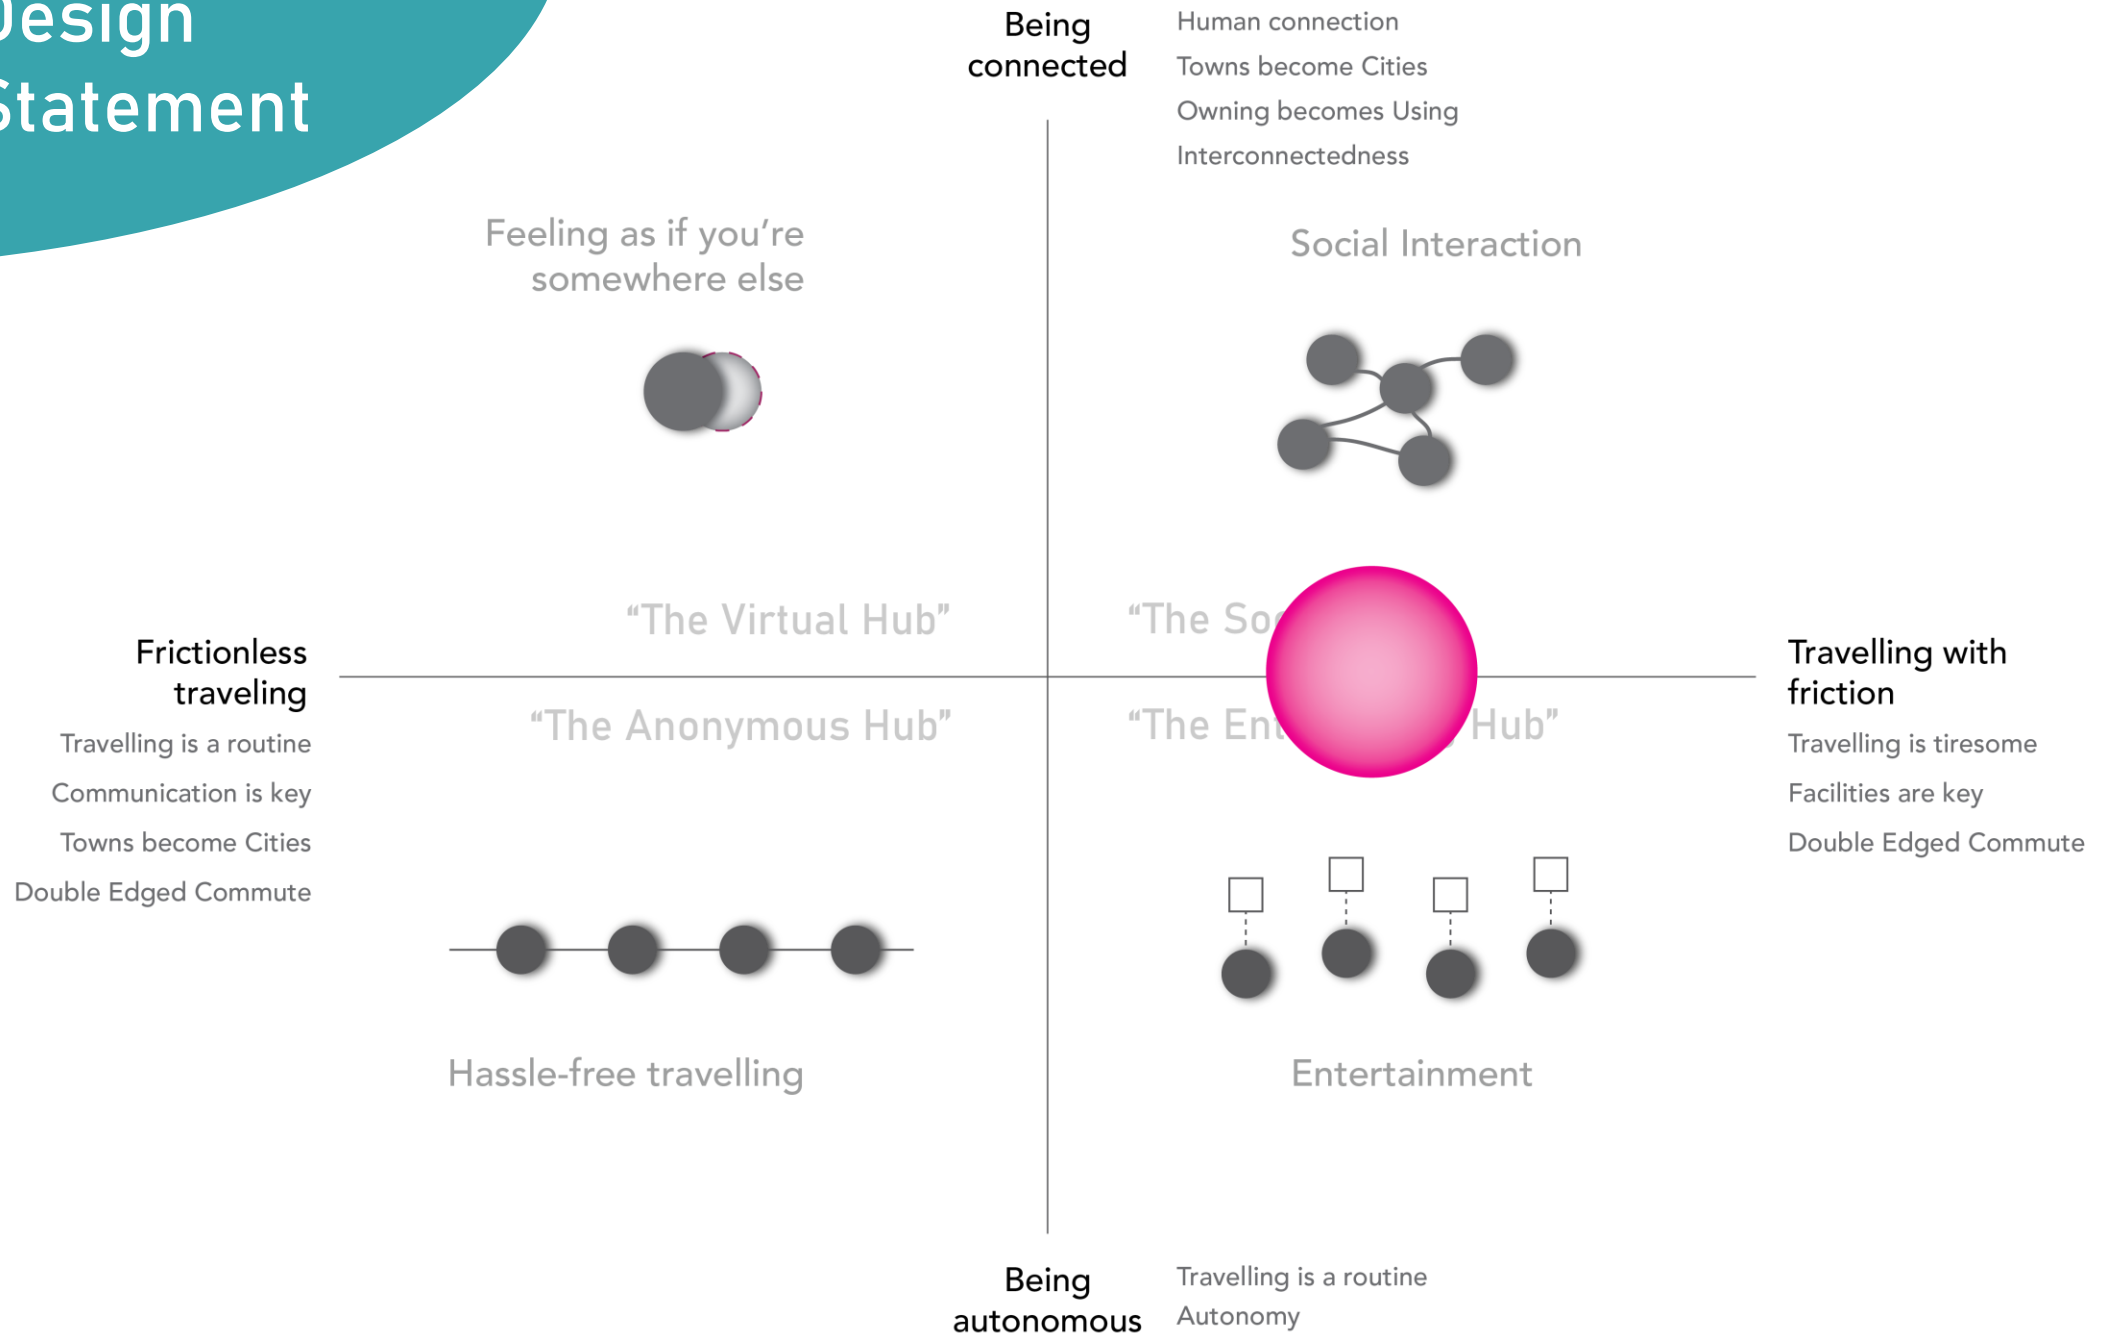 Design
Statement
Being
connected
Human connection
Towns become Cities
Owning becomes Using
Interconnectedness
Feeling as if you’re
somewhere else
Social Interaction
“The Virtual Hub”
“The
Frictionless
traveling
Travelling with
friction
“The Anonymous Hub”
“The Hub”
Travelling is a routine
Communication is key
Towns become Cities
Double Edged Commute
Travelling is tiresome
Facilities are key
Double Edged Commute
Hassle-free travelling
Entertainment
Being
autonomous
Travelling is a routine
Autonomy